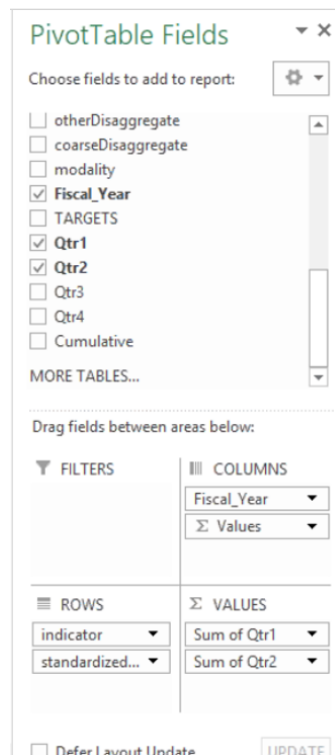 PivotTable Fields
Choose fields to add to report:
otherDisaggregate
coarseDisaggregate
modality
Fiscal_Year
TARGETS
Qtr1
Qtr2
Qtr3
Qtr4
Cumulative
MORE TABLES...
Drag fields between areas below:
FILTERS
COLUMNS
Fiscal_Year
Σ Values
ROWS
indicator
standardized...
Σ VALUES
Sum of Qtr1
Sum of Qtr2
Defer Layout Update
UPDATE